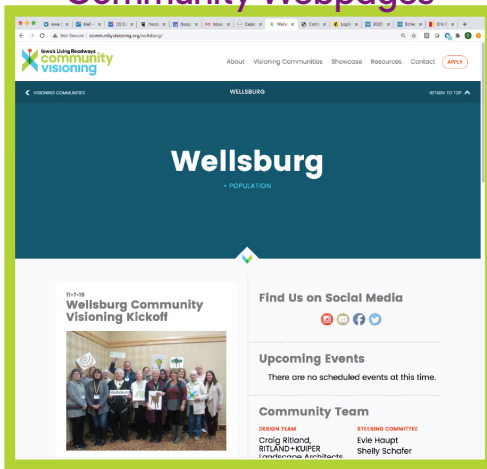 Community Webpages
Iowa's Living Roadways
community
visioning
Not Secure | communityvisioning.org/wellsburg/
About Visioning Communities Showcase Resources Contact APPLY
VISIONING COMMUNITIES WELLSBURG RETURN TO TOP
Wellsburg
+ POPULATION
11-7-19
Wellsburg Community
Visioning Kickoff
Find Us on Social Media
Upcoming Events
There are no scheduled events at this time.
Community Team
DESIGN TEAM STEERING COMMITTEE
Craig Ritland, Evie Haupt
RITLAND+KUIPER Shelly Schafer
Landscape Architects